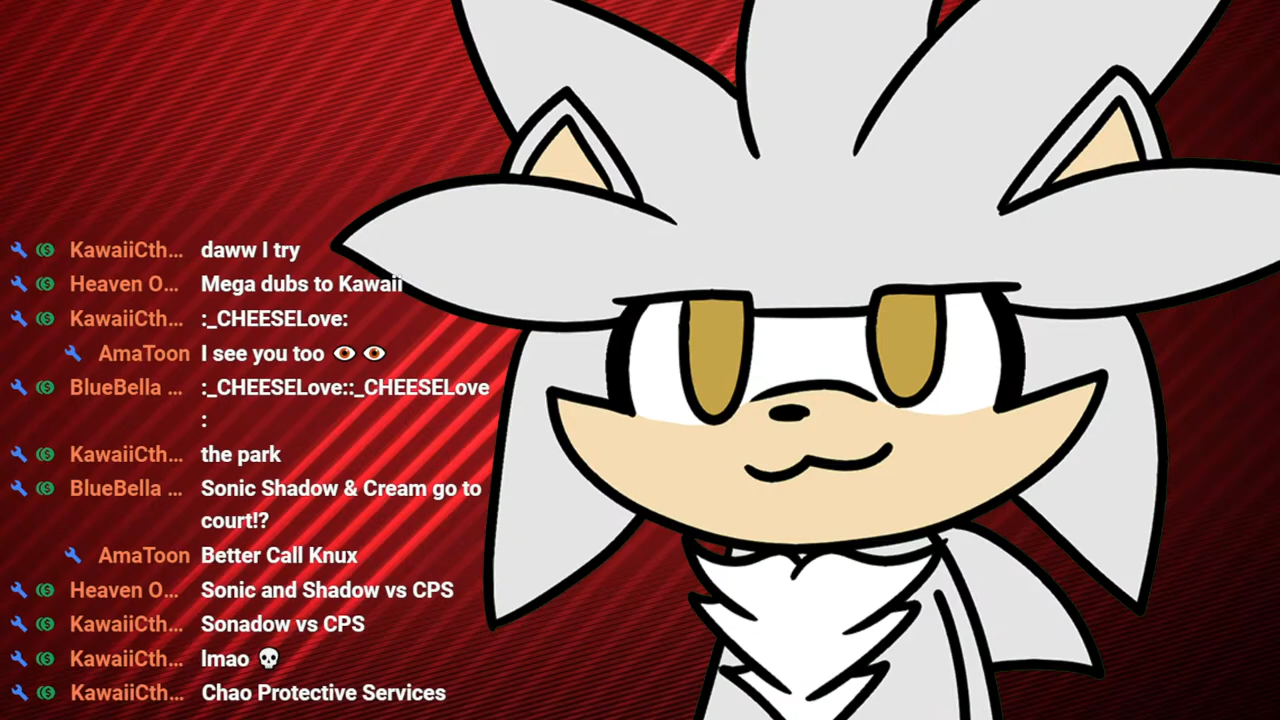 KawaiiCth... daww I try
Heaven O... Mega dubs to Kawaii
KawaiiCth... :_CHEESELove:
AmaToon I see you too 👁️ 👁️
BlueBella ... :_CHEESELove::_CHEESELove
:
KawaiiCth... the park
BlueBella ... Sonic Shadow & Cream go to
court!?
AmaToon Better Call Knux
Heaven O... Sonic and Shadow vs CPS
KawaiiCth... Sonadow vs CPS
KawaiiCth... lmao 💀
KawaiiCth... Chao Protective Services